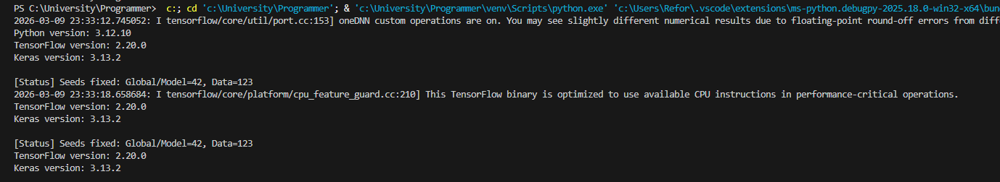 PS C:\University\Programmer>  c:; cd 'c:\University\Programmer'; & 'c:\University\Programmer\venv\Scripts\python.exe' 'c:\Users\Refor\.vscode\extensions\ms-python.debugpy-2025.18.0-win32-x64\bun
2026-03-09 23:33:12.745052: I tensorflow/core/util/port.cc:153] oneDNN custom operations are on. You may see slightly different numerical results due to floating-point round-off errors from diff
Python version: 3.12.10
TensorFlow version: 2.20.0
Keras version: 3.13.2
[Status] Seeds fixed: Global/Model=42, Data=123
2026-03-09 23:33:18.658684: I tensorflow/core/platform/cpu_feature_guard.cc:210] This TensorFlow binary is optimized to use available CPU instructions in performance-critical operations.
TensorFlow version: 2.20.0
Keras version: 3.13.2
[Status] Seeds fixed: Global/Model=42, Data=123
TensorFlow version: 2.20.0
Keras version: 3.13.2